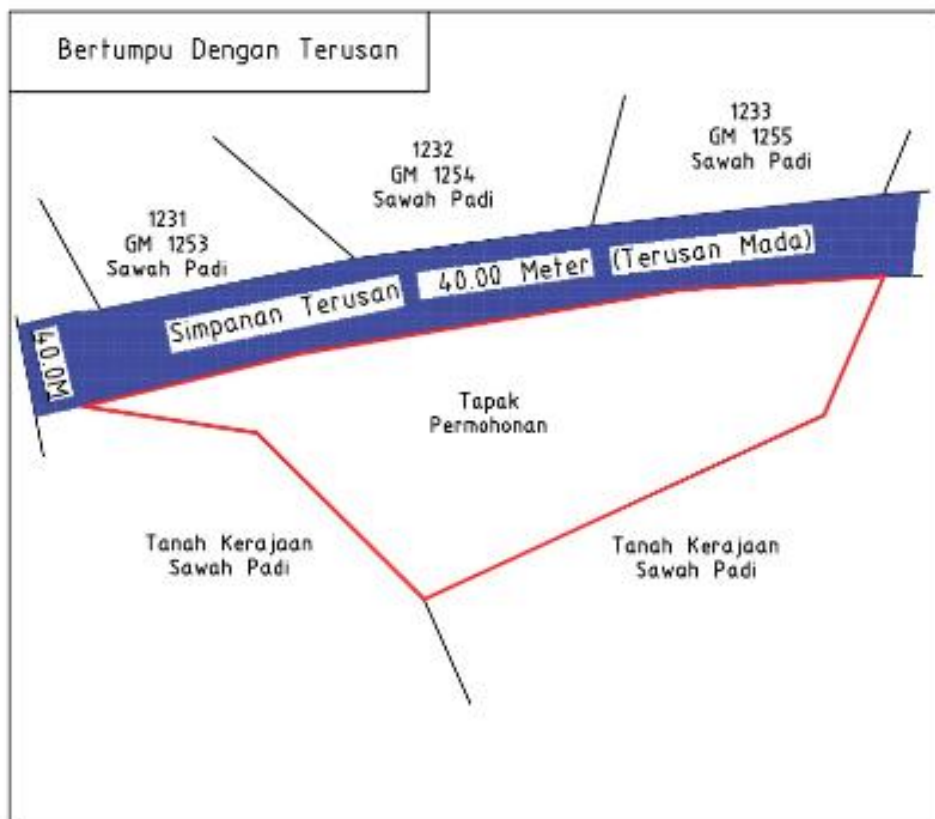 Bertumpu Dengan Terusan
1231
GM 1253
Sawah Padi
1232
GM 1254
Sawah Padi
1233
GM 1255
Sawah Padi
40.0M
Simpanan Terusan 40.00 Meter (Terusan Mada)
Tapak
Permohonan
Tanah Kerajaan
Sawah Padi
Tanah Kerajaan
Sawah Padi